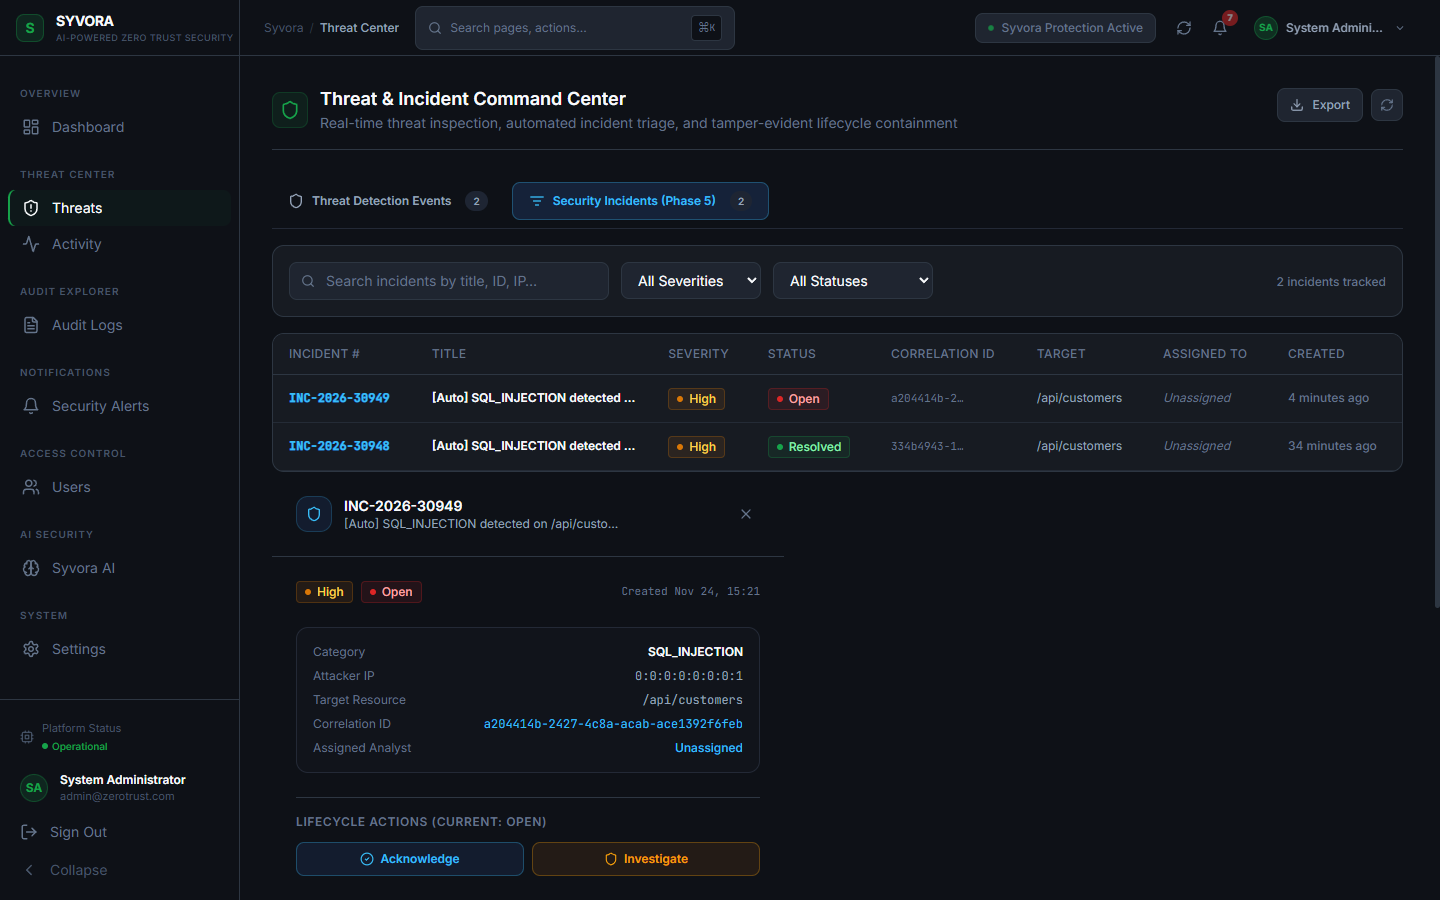 S SYVORA
AI-POWERED ZERO TRUST SECURITY
Syvora / Threat Center
Search pages, actions... ⌘K
Syvora Protection Active
7
SA System Admini...
OVERVIEW
Dashboard
THREAT CENTER
Threats
Activity
AUDIT EXPLORER
Audit Logs
NOTIFICATIONS
Security Alerts
ACCESS CONTROL
Users
AI SECURITY
Syvora AI
SYSTEM
Settings
Platform Status
Operational
SA System Administrator
admin@zerotrust.com
Sign Out
Collapse
Threat & Incident Command Center
Real-time threat inspection, automated incident triage, and tamper-evident lifecycle containment
Export
Threat Detection Events 2
Security Incidents (Phase 5) 2
Search incidents by title, ID, IP...
All Severities
All Statuses
2 incidents tracked
INCIDENT # TITLE SEVERITY STATUS CORRELATION ID TARGET ASSIGNED TO CREATED
INC-2026-30949 [Auto] SQL_INJECTION detected ... High Open a204414b-2… /api/customers Unassigned 4 minutes ago
INC-2026-30948 [Auto] SQL_INJECTION detected ... High Resolved 334b4943-1… /api/customers Unassigned 34 minutes ago
INC-2026-30949
[Auto] SQL_INJECTION detected on /api/custo...
High Open Created Nov 24, 15:21
Category SQL_INJECTION
Attacker IP 0:0:0:0:0:0:0:1
Target Resource /api/customers
Correlation ID a204414b-2427-4c8a-acab-ace1392f6feb
Assigned Analyst Unassigned
LIFECYCLE ACTIONS (CURRENT: OPEN)
Acknowledge
Investigate